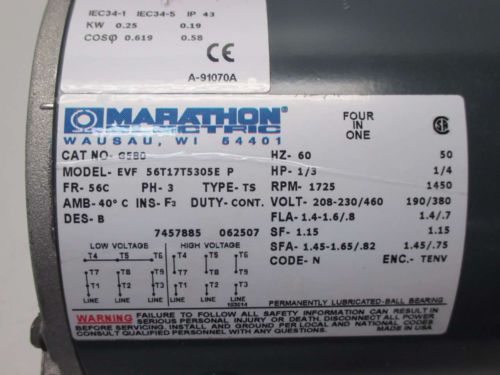 IEC34-1 IEC34-5 IP 43
KW 0.25 0.19
COSφ 0.619 0.58
CE
A-91070A
MARATHON®
ELECTRIC
WAUSAU, WI 54401
FOUR IN ONE
CAT NO- G580 HZ- 60 50
MODEL- EVF 56T17T5305E P HP- 1/3 1/4
FR- 56C PH- 3 TYPE- TS RPM- 1725 1450
AMB-40°C INS-F3 DUTY-CONT. VOLT- 208-230/460 190/380
DES-B FLA-1.4-1.6/.8 1.4/.7
7457885 062507 SF- 1.15 1.15
LOW VOLTAGE HIGH VOLTAGE SFA- 1.45-1.65/.82 1.45/.75
T4 T5 T6 T4 T5 T6 CODE- N ENC.- TENV
T7 T8 T9 T7 T8 T9
T1 T2 T3 T1 T2 T3
LINE LINE LINE LINE
103014
PERMANENTLY LUBRICATED-BALL BEARING
WARNING FAILURE TO FOLLOW ALL SAFETY INFORMATION CAN RESULT IN
SERIOUS PERSONAL INJURY OR DEATH. DISCONNECT ALL POWER
BEFORE SERVICING. INSTALL AND GROUND PER LOCAL AND NATIONAL CODES.
CONSULT QUALIFIED PERSONNEL WITH ANY QUESTIONS. MADE IN USA